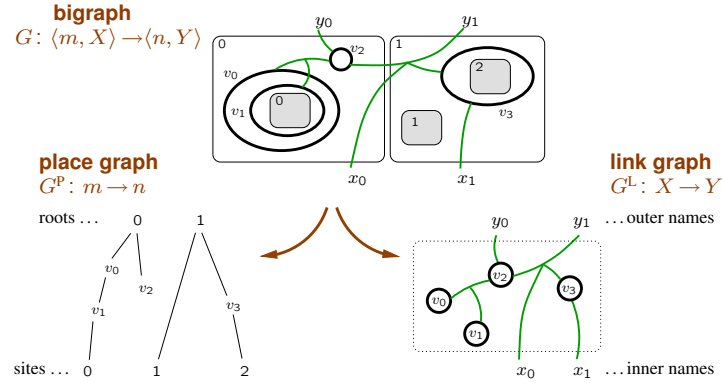 bigraph
G: ⟨m, X⟩ → ⟨n, Y⟩
y₀ y₁
0 v₂ 1
v₀ 2
v₁ 0
v₃
1
x₀ x₁
place graph
Gᴾ: m → n
link graph
Gᴸ: X → Y
roots ... 0 1
y₀ y₁ ... outer names
v₀
v₂
v₁ v₃
v₂
v₀ v₃
v₁
sites ... 0 1 2
x₀ x₁ ... inner names